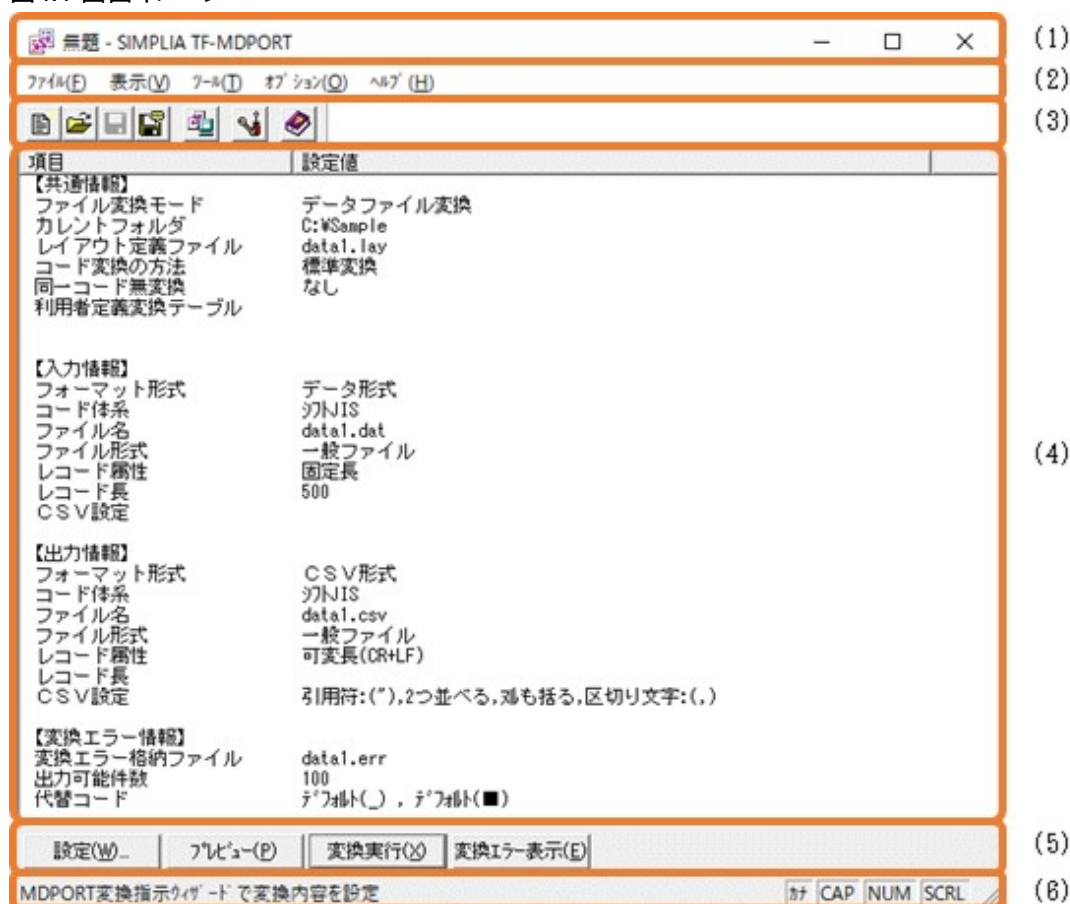 無題 - SIMPLIA TF-MDPORT (1)
ﾌｧｲﾙ(F) 表示(V) ﾂｰﾙ(T) ｵﾌﾟｼｮﾝ(O) ﾍﾙﾌﾟ(H) (2)
(3)
項目 設定値
【共通情報】
ファイル変換モード データファイル変換
カレントフォルダ C:¥Sample
レイアウト定義ファイル data1.lay
コード変換の方法 標準変換
同一コード無変換 なし
利用者定義変換テーブル
【入力情報】
フォーマット形式 データ形式
コード体系 ｼﾌﾄJIS
ファイル名 data1.dat
ファイル形式 一般ファイル
(4)
レコード属性 固定長
レコード長 500
ＣＳＶ設定
【出力情報】
フォーマット形式 ＣＳＶ形式
コード体系 ｼﾌﾄJIS
ファイル名 data1.csv
ファイル形式 一般ファイル
レコード属性 可変長(CR+LF)
レコード長
ＣＳＶ設定 引用符:("),2つ並べる,ﾇﾙも括る,区切り文字:(,)
【変換エラー情報】
変換エラー格納ファイル data1.err
出力可能件数 100
代替コード ﾃﾞﾌｫﾙﾄ(_) , ﾃﾞﾌｫﾙﾄ(■)
設定(W)... ﾌﾟﾚﾋﾞｭｰ(P) 変換実行(X) 変換ｴﾗｰ表示(E) (5)
MDPORT変換指示ｳｨｻﾞｰﾄﾞで変換内容を設定 ｶﾅ CAP NUM SCRL (6)